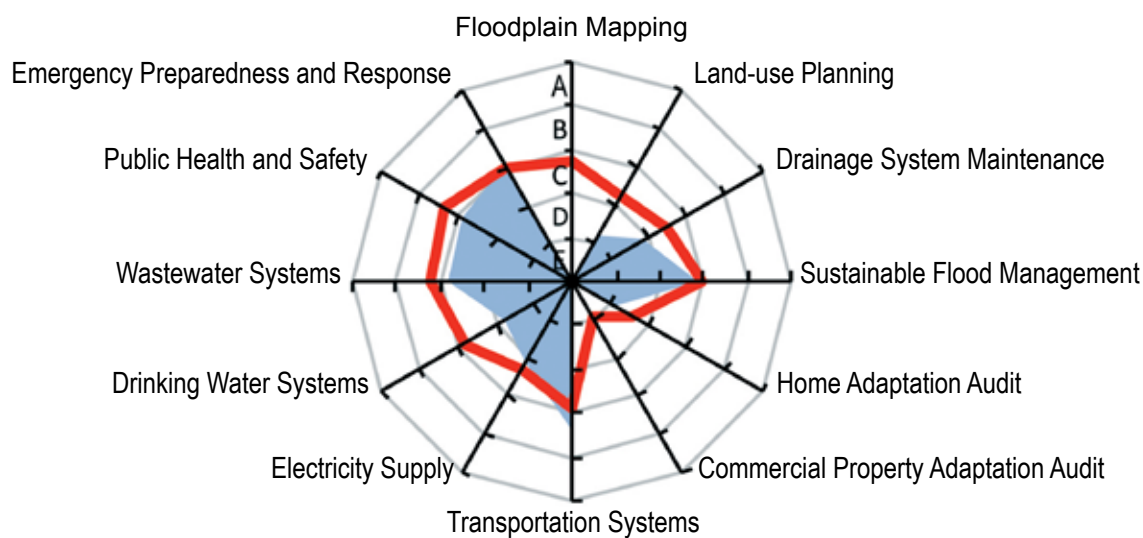 Floodplain Mapping
Emergency Preparedness and Response
Land-use Planning
A
B
Public Health and Safety
Drainage System Maintenance
C
D
E
Wastewater Systems
Sustainable Flood Management
Drinking Water Systems
Home Adaptation Audit
Electricity Supply
Commercial Property Adaptation Audit
Transportation Systems